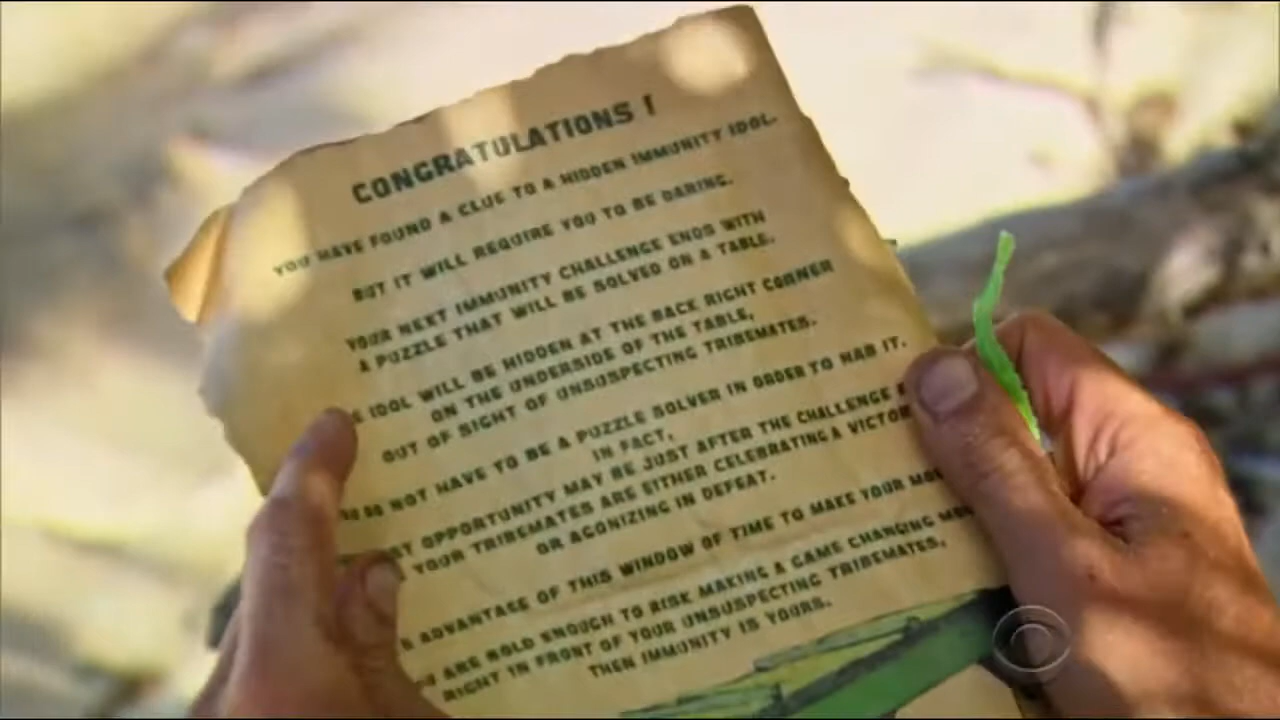 CONGRATULATIONS !
YOU HAVE FOUND A CLUE TO A HIDDEN IMMUNITY IDOL.
BUT IT WILL REQUIRE YOU TO BE DARING.
YOUR NEXT IMMUNITY CHALLENGE ENDS WITH
A PUZZLE THAT WILL BE SOLVED ON A TABLE.
IDOL WILL BE HIDDEN AT THE BACK RIGHT CORNER
ON THE UNDERSIDE OF THE TABLE,
OUT OF SIGHT OF UNSUSPECTING TRIBEMATES.
DO NOT HAVE TO BE A PUZZLE SOLVER IN ORDER TO NAB IT.
IN FACT,
OPPORTUNITY MAY BE JUST AFTER THE CHALLENGE
YOUR TRIBEMATES ARE EITHER CELEBRATING A VICTOR
OR AGONIZING IN DEFEAT.
ADVANTAGE OF THIS WINDOW OF TIME TO MAKE YOUR MO
ARE BOLD ENOUGH TO RISK MAKING A GAME CHANGING MO
RIGHT IN FRONT OF YOUR UNSUSPECTING TRIBEMATES,
THEN IMMUNITY IS YOURS.